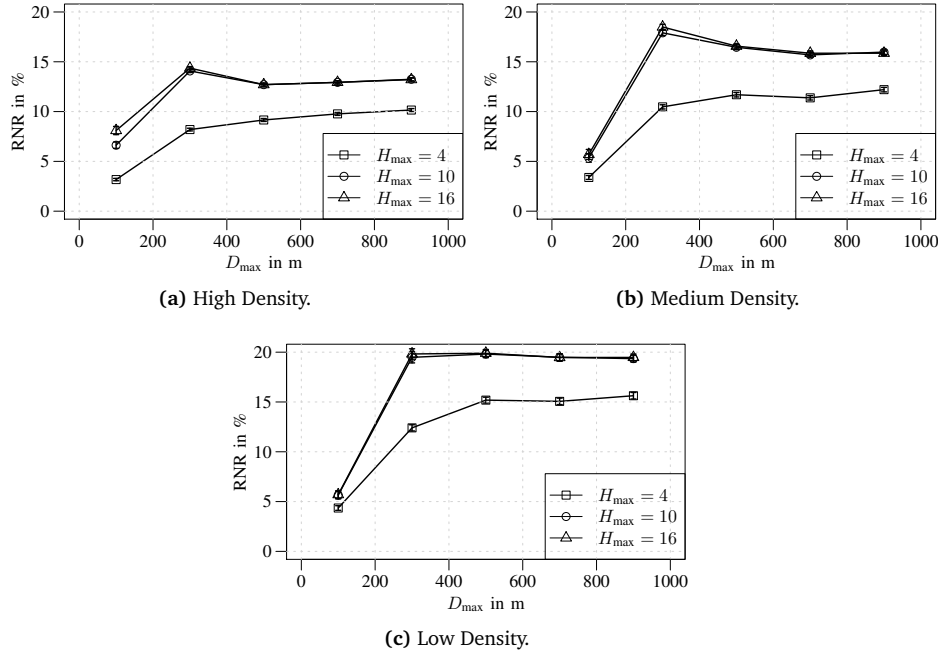 20
15
10
5
0
RNR in %
H_max = 4
H_max = 10
H_max = 16
0 200 400 600 800 1000
D_max in m
(a) High Density.
20
15
10
5
0
RNR in %
H_max = 4
H_max = 10
H_max = 16
0 200 400 600 800 1000
D_max in m
(b) Medium Density.
20
15
10
5
0
RNR in %
H_max = 4
H_max = 10
H_max = 16
0 200 400 600 800 1000
D_max in m
(c) Low Density.